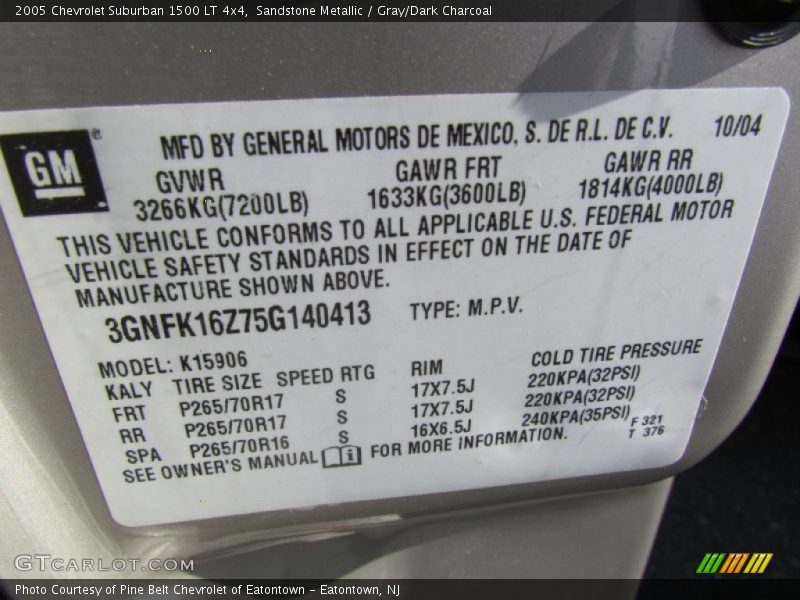 2005 Chevrolet Suburban 1500 LT 4x4, Sandstone Metallic / Gray/Dark Charcoal
GM ®
MFD BY GENERAL MOTORS DE MEXICO, S. DE R.L. DE C.V. 10/04
GVWR GAWR FRT GAWR RR
3266KG(7200LB) 1633KG(3600LB) 1814KG(4000LB)
THIS VEHICLE CONFORMS TO ALL APPLICABLE U.S. FEDERAL MOTOR
VEHICLE SAFETY STANDARDS IN EFFECT ON THE DATE OF
MANUFACTURE SHOWN ABOVE.
3GNFK16Z75G140413 TYPE: M.P.V.
MODEL: K15906
KALY TIRE SIZE SPEED RTG RIM COLD TIRE PRESSURE
FRT P265/70R17 S 17X7.5J 220KPA(32PSI)
RR P265/70R17 S 17X7.5J 220KPA(32PSI)
SPA P265/70R16 S 16X6.5J 240KPA(35PSI)
F 321
T 376
SEE OWNER'S MANUAL i FOR MORE INFORMATION.
GTCARLOT.COM
Photo Courtesy of Pine Belt Chevrolet of Eatontown – Eatontown, NJ